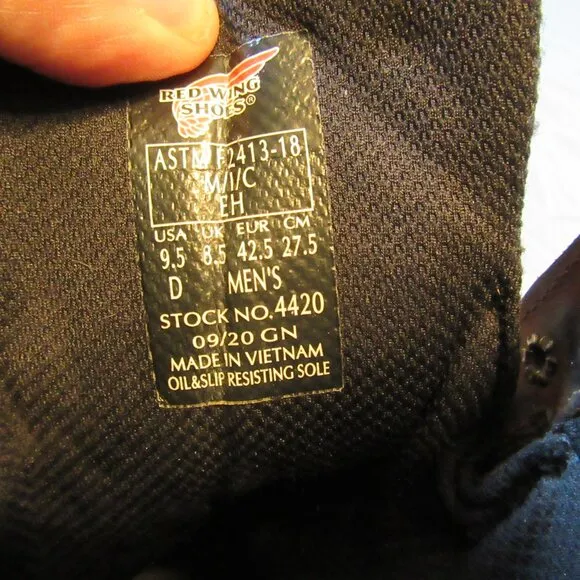 RED WING
SHOES®
ASTM F2413-18
M/I/C
EH
USA UK EUR CM
9.5 8.5 42.5 27.5
D MEN'S
STOCK NO.4420
09/20 GN
MADE IN VIETNAM
OIL&SLIP RESISTING SOLE